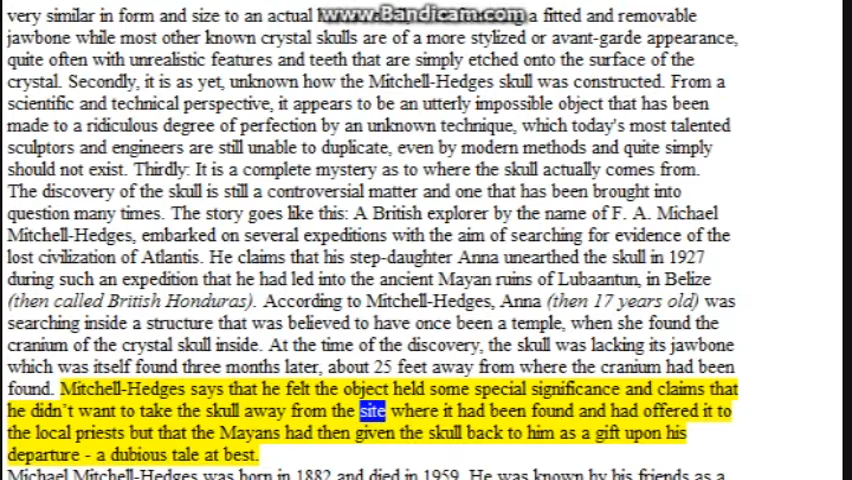 very similar in form and size to an actual
www.Bandicam.com
a fitted and removable
jawbone while most other known crystal skulls are of a more stylized or avant-garde appearance,
quite often with unrealistic features and teeth that are simply etched onto the surface of the
crystal. Secondly, it is as yet, unknown how the Mitchell-Hedges skull was constructed. From a
scientific and technical perspective, it appears to be an utterly impossible object that has been
made to a ridiculous degree of perfection by an unknown technique, which today's most talented
sculptors and engineers are still unable to duplicate, even by modern methods and quite simply
should not exist. Thirdly: It is a complete mystery as to where the skull actually comes from.
The discovery of the skull is still a controversial matter and one that has been brought into
question many times. The story goes like this: A British explorer by the name of F. A. Michael
Mitchell-Hedges, embarked on several expeditions with the aim of searching for evidence of the
lost civilization of Atlantis. He claims that his step-daughter Anna unearthed the skull in 1927
during such an expedition that he had led into the ancient Mayan ruins of Lubaantun, in Belize
(then called British Honduras). According to Mitchell-Hedges, Anna (then 17 years old) was
searching inside a structure that was believed to have once been a temple, when she found the
cranium of the crystal skull inside. At the time of the discovery, the skull was lacking its jawbone
which was itself found three months later, about 25 feet away from where the cranium had been
found. Mitchell-Hedges says that he felt the object held some special significance and claims that
he didn't want to take the skull away from the site where it had been found and had offered it to
the local priests but that the Mayans had then given the skull back to him as a gift upon his
departure - a dubious tale at best.
Michael Mitchell-Hedges was born in 1882 and died in 1959. He was known by his friends as a